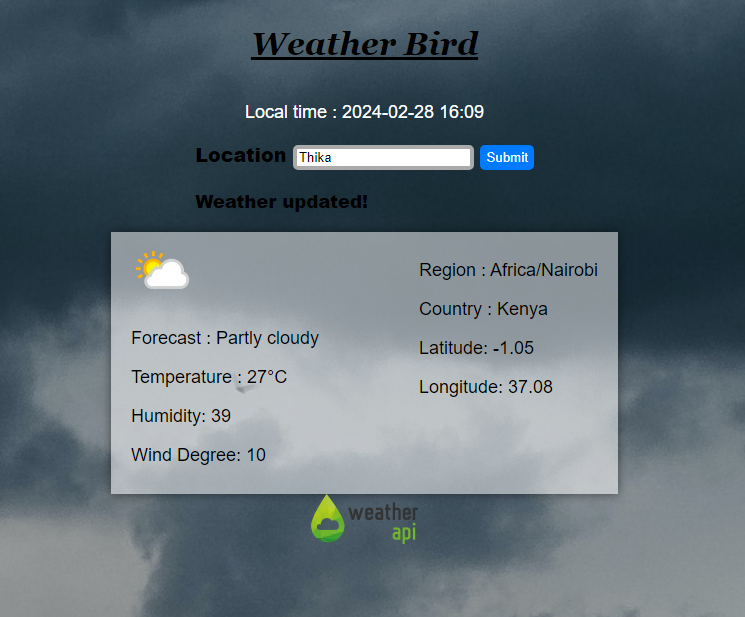 Weather Bird
Local time : 2024-02-28 16:09
Location Thika Submit
Weather updated!
Forecast : Partly cloudy
Temperature : 27°C
Humidity: 39
Wind Degree: 10
Region : Africa/Nairobi
Country : Kenya
Latitude: -1.05
Longitude: 37.08
weather
api